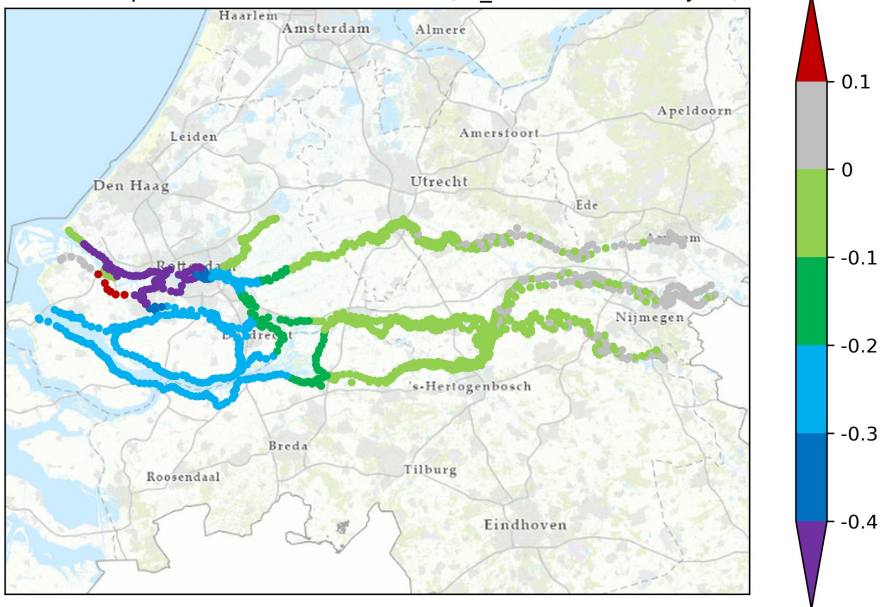 Haarlem
Amsterdam
Almere
Apeldoorn
Leiden
Amersfoort
Den Haag
Utrecht
Ede
Nijmegen
's-Hertogenbosch
Breda
Tilburg
Roosendaal
Eindhoven
0.1
0
-0.1
-0.2
-0.3
-0.4